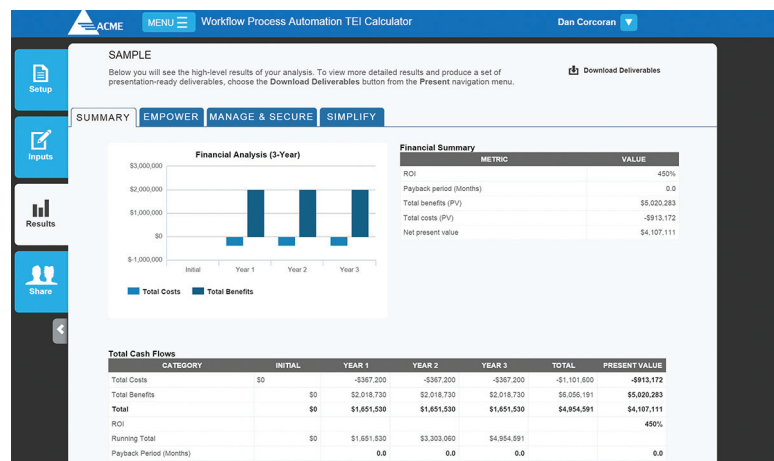 ACME
MENU
Workflow Process Automation TEI Calculator
Dan Corcoran
Setup
Inputs
Results
Share
SAMPLE
Below you will see the high-level results of your analysis. To view more detailed results and produce a set of
presentation-ready deliverables, choose the Download Deliverables button from the Present navigation menu.
Download Deliverables
SUMMARY EMPOWER MANAGE & SECURE SIMPLIFY
Financial Analysis (3-Year)
$3,000,000
$2,000,000
$1,000,000
$0
$-1,000,000
Initial Year 1 Year 2 Year 3
Total Costs Total Benefits
Financial Summary
METRIC VALUE
ROI 450%
Payback period (Months) 0.0
Total benefits (PV) $5,020,283
Total costs (PV) -$913,172
Net present value $4,107,111
Total Cash Flows
CATEGORY INITIAL YEAR 1 YEAR 2 YEAR 3 TOTAL PRESENT VALUE
Total Costs $0 -$367,200 -$367,200 -$367,200 -$1,101,600 -$913,172
Total Benefits $0 $2,018,730 $2,018,730 $2,018,730 $6,056,191 $5,020,283
Total $0 $1,651,530 $1,651,530 $1,651,530 $4,954,591 $4,107,111
ROI 450%
Running Total $0 $1,651,530 $3,303,060 $4,954,591
Payback Period (Months) 0.0 0.0 0.0 0.0